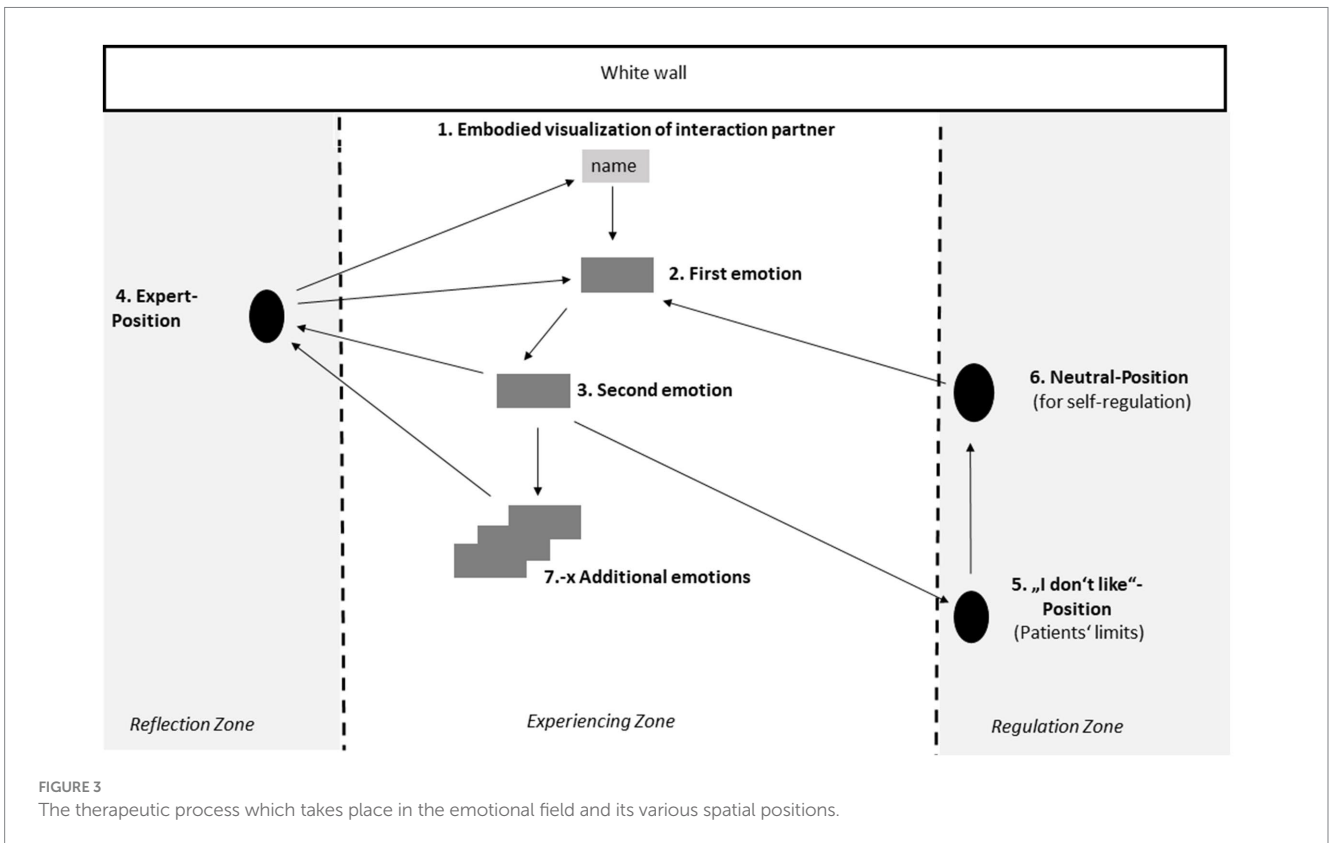 White wall
1. Embodied visualization of interaction partner
name
2. First emotion
4. Expert-
Position
3. Second emotion
6. Neutral-Position
(for self-regulation)
7.-x Additional emotions
5. „I don‘t like“-
Position
(Patients‘ limits)
Reflection Zone
Experiencing Zone
Regulation Zone
FIGURE 3
The therapeutic process which takes place in the emotional field and its various spatial positions.